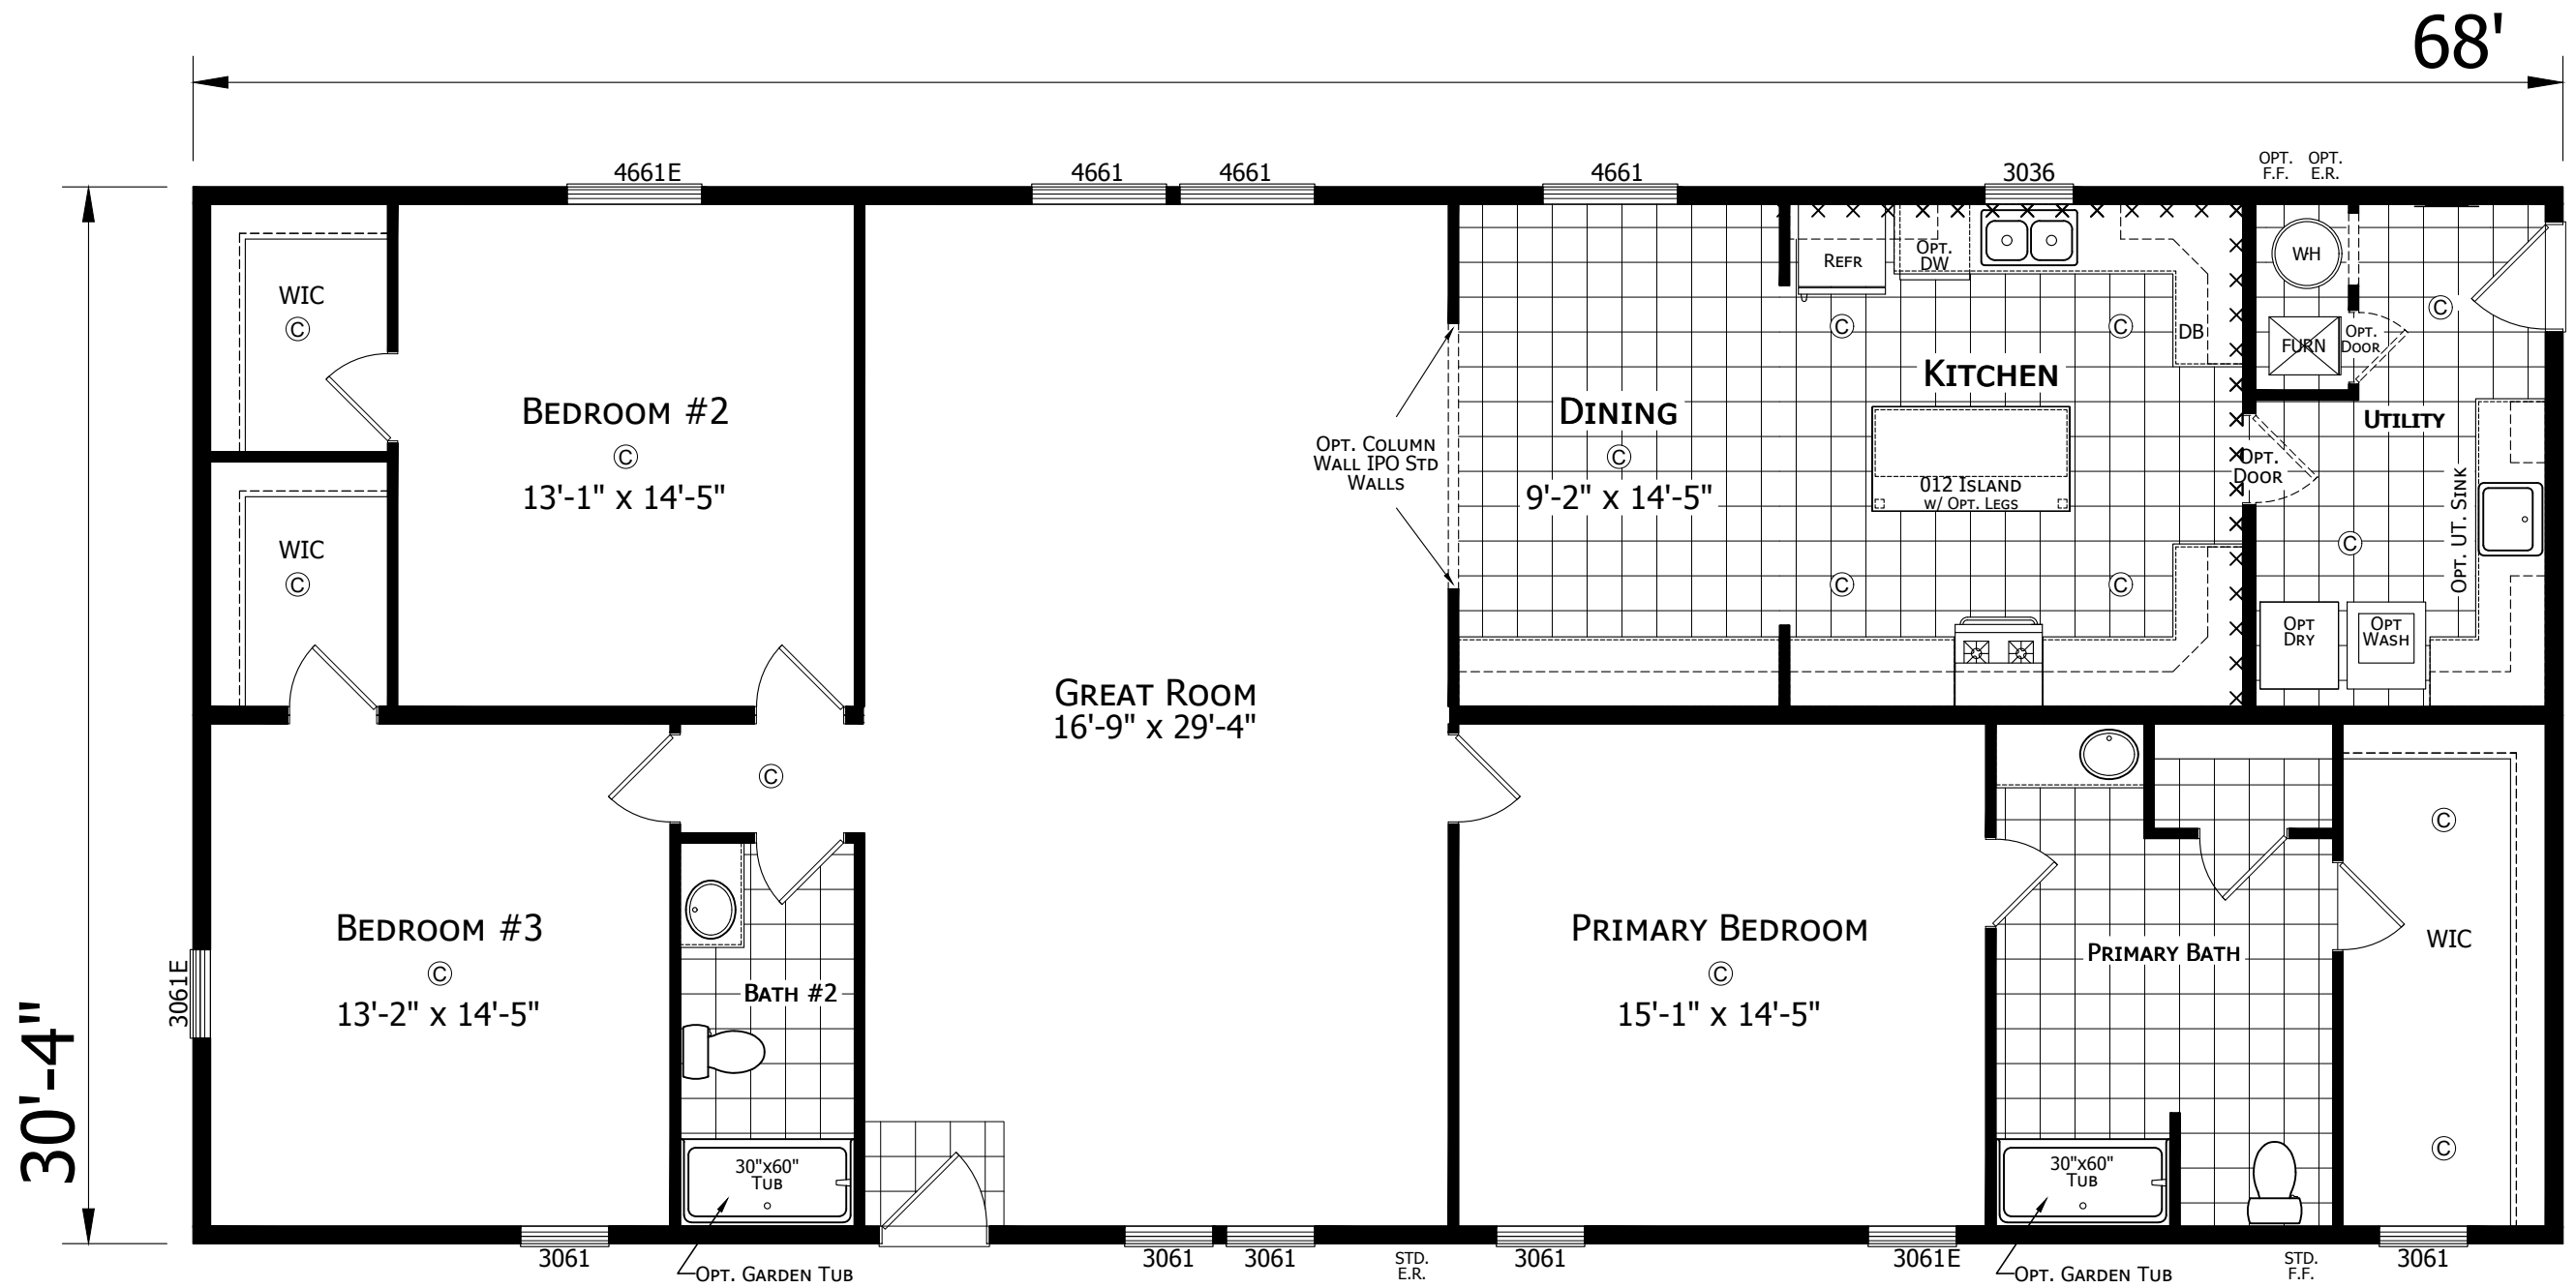 68'
30'-4"
4661E
4661
4661
4661
3036
OPT.
F.F.
OPT.
E.R.
WIC
C
WIC
C
BEDROOM #2
C
13'-1" x 14'-5"
GREAT ROOM
16'-9" x 29'-4"
OPT. COLUMN
WALL IPO STD
WALLS
DINING
C
9'-2" x 14'-5"
REFR
OPT.
DW
C
C
DB
KITCHEN
012 ISLAND
W/ OPT. LEGS
C
C
WH
FURN
OPT.
DOOR
C
UTILITY
OPT.
DOOR
C
OPT. UT. SINK
OPT
DRY
OPT
WASH
C
BEDROOM #3
C
13'-2" x 14'-5"
3061E
BATH #2
30"x60"
TUB
PRIMARY BEDROOM
C
15'-1" x 14'-5"
PRIMARY BATH
30"x60"
TUB
C
WIC
C
3061
OPT. GARDEN TUB
3061
3061
STD.
E.R.
3061
3061E
OPT. GARDEN TUB
STD.
F.F.
3061